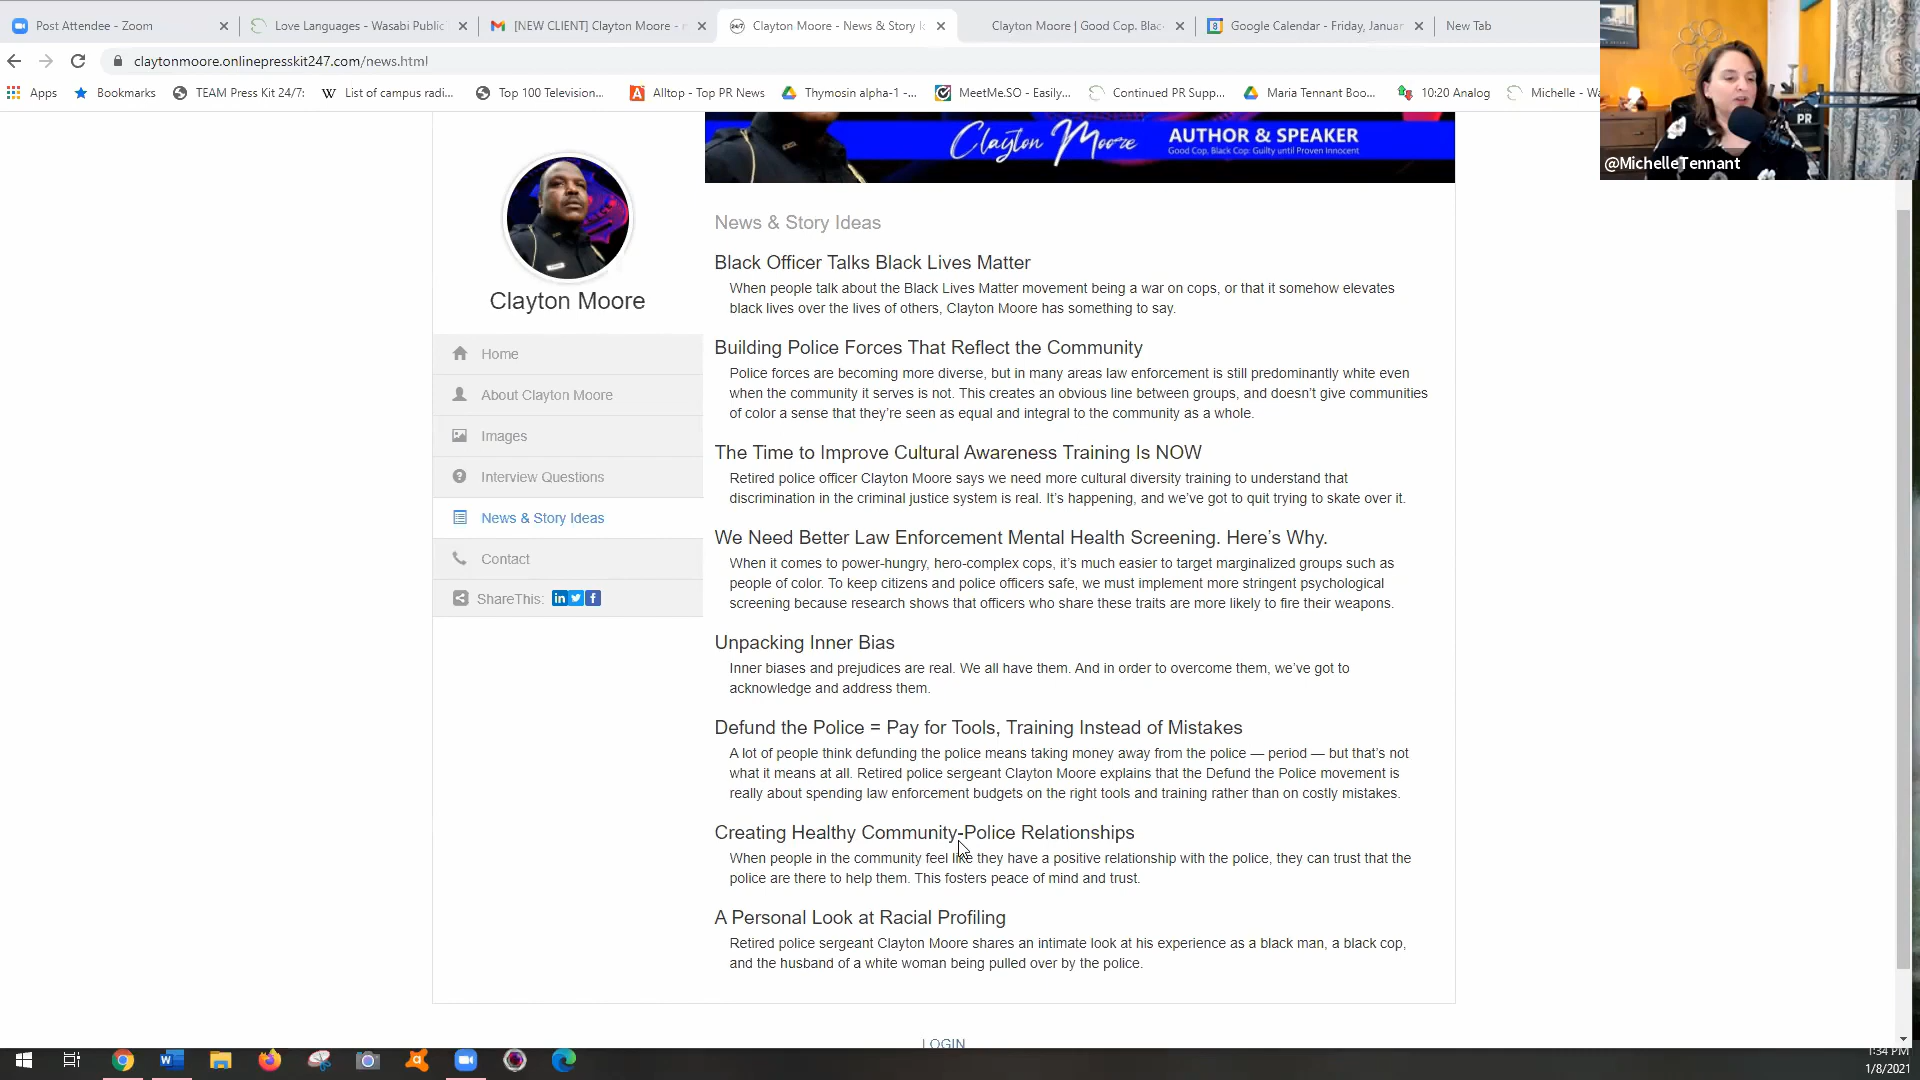 Post Attendee - Zoom
Love Languages - Wasabi Public
[NEW CLIENT] Clayton Moore -
Clayton Moore - News & Story Id
Clayton Moore | Good Cop. Blac
Google Calendar - Friday, Januar
New Tab
claytonmoore.onlinepresskit247.com/news.html
Apps
Bookmarks
TEAM Press Kit 24/7:
List of campus radi...
Top 100 Television...
Alltop - Top PR News
Thymosin alpha-1 -...
MeetMe.SO - Easily...
Continued PR Supp...
Maria Tennant Boo...
10:20 Analog
Michelle - Wa
PR
@MichelleTennant
Clayton Moore
AUTHOR & SPEAKER
Good Cop, Black Cop: Guilty until Proven Innocent
Clayton Moore
Home
About Clayton Moore
Images
Interview Questions
News & Story Ideas
Contact
ShareThis:
News & Story Ideas
Black Officer Talks Black Lives Matter
When people talk about the Black Lives Matter movement being a war on cops, or that it somehow elevates
black lives over the lives of others, Clayton Moore has something to say.
Building Police Forces That Reflect the Community
Police forces are becoming more diverse, but in many areas law enforcement is still predominantly white even
when the community it serves is not. This creates an obvious line between groups, and doesn't give communities
of color a sense that they're seen as equal and integral to the community as a whole.
The Time to Improve Cultural Awareness Training Is NOW
Retired police officer Clayton Moore says we need more cultural diversity training to understand that
discrimination in the criminal justice system is real. It's happening, and we've got to quit trying to skate over it.
We Need Better Law Enforcement Mental Health Screening. Here's Why.
When it comes to power-hungry, hero-complex cops, it's much easier to target marginalized groups such as
people of color. To keep citizens and police officers safe, we must implement more stringent psychological
screening because research shows that officers who share these traits are more likely to fire their weapons.
Unpacking Inner Bias
Inner biases and prejudices are real. We all have them. And in order to overcome them, we've got to
acknowledge and address them.
Defund the Police = Pay for Tools, Training Instead of Mistakes
A lot of people think defunding the police means taking money away from the police — period — but that's not
what it means at all. Retired police sergeant Clayton Moore explains that the Defund the Police movement is
really about spending law enforcement budgets on the right tools and training rather than on costly mistakes.
Creating Healthy Community-Police Relationships
When people in the community feel like they have a positive relationship with the police, they can trust that the
police are there to help them. This fosters peace of mind and trust.
A Personal Look at Racial Profiling
Retired police sergeant Clayton Moore shares an intimate look at his experience as a black man, a black cop,
and the husband of a white woman being pulled over by the police.
LOGIN
1:34 PM
1/8/2021